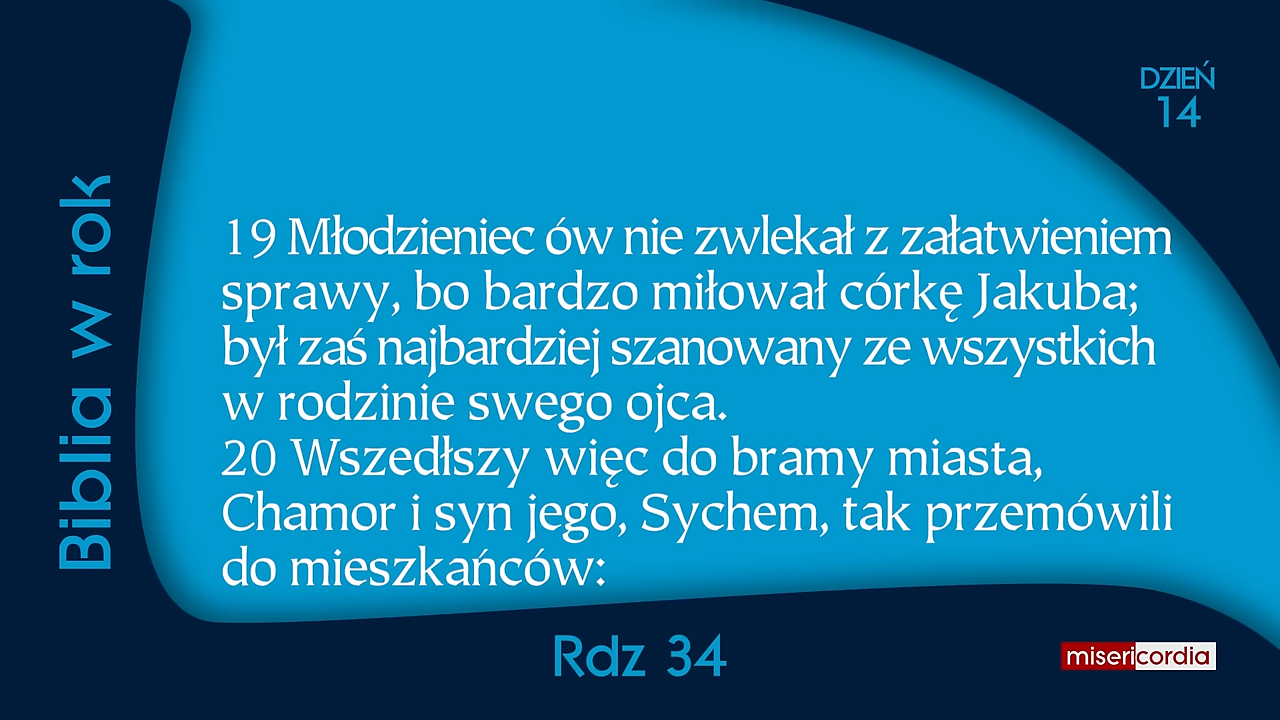 DZIEŃ
14
Biblia w rok
19 Młodzieniec ów nie zwlekał z załatwieniem
sprawy, bo bardzo miłował córkę Jakuba;
był zaś najbardziej szanowany ze wszystkich
w rodzinie swego ojca.
20 Wszedłszy więc do bramy miasta,
Chamor i syn jego, Sychem, tak przemówili
do mieszkańców:
Rdz 34
misericordia